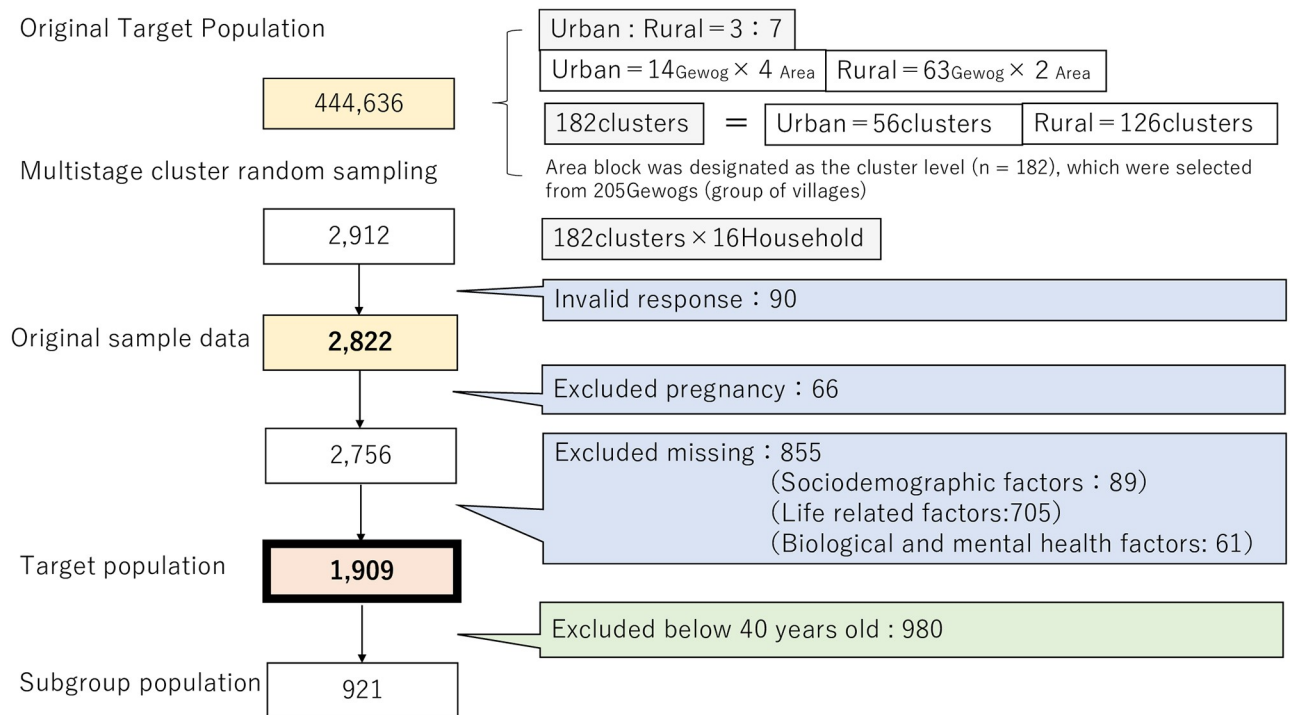 Original Target Population
Urban : Rural＝3：7
Urban＝14Gewog × 4 Area
Rural＝63Gewog × 2 Area
444,636
182clusters ＝ Urban＝56clusters Rural＝126clusters
Multistage cluster random sampling
Area block was designated as the cluster level (n = 182), which were selected
from 205Gewogs (group of villages)
2,912
182clusters×16Household
Invalid response：90
Original sample data
2,822
Excluded pregnancy：66
2,756
Excluded missing：855
(Sociodemographic factors：89)
(Life related factors:705)
(Biological and mental health factors: 61)
Target population
1,909
Excluded below 40 years old : 980
Subgroup population
921